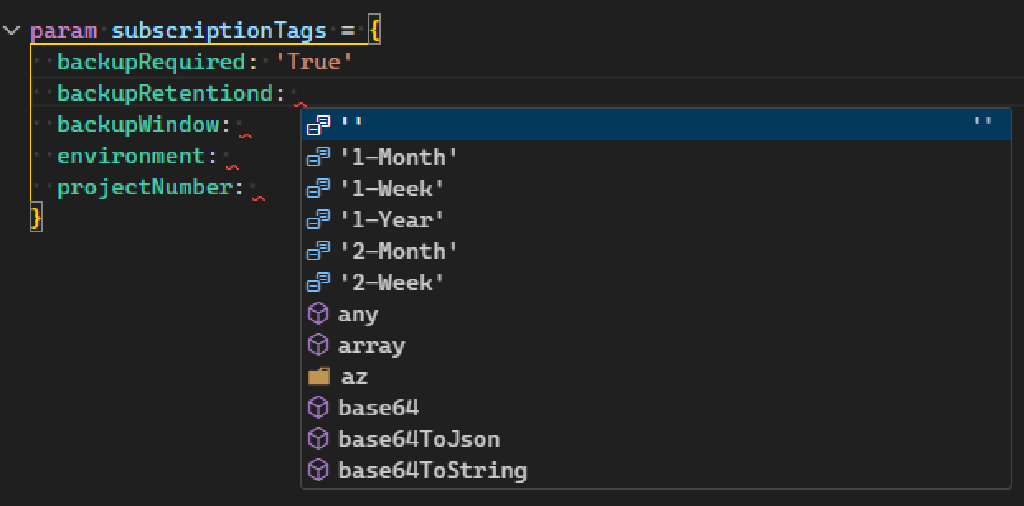 param subscriptionTags = {
backupRequired: 'True'
backupRetentiond:
backupWindow:
environment:
projectNumber:
}
'' ''
'1-Month'
'1-Week'
'1-Year'
'2-Month'
'2-Week'
any
array
az
base64
base64ToJson
base64ToString